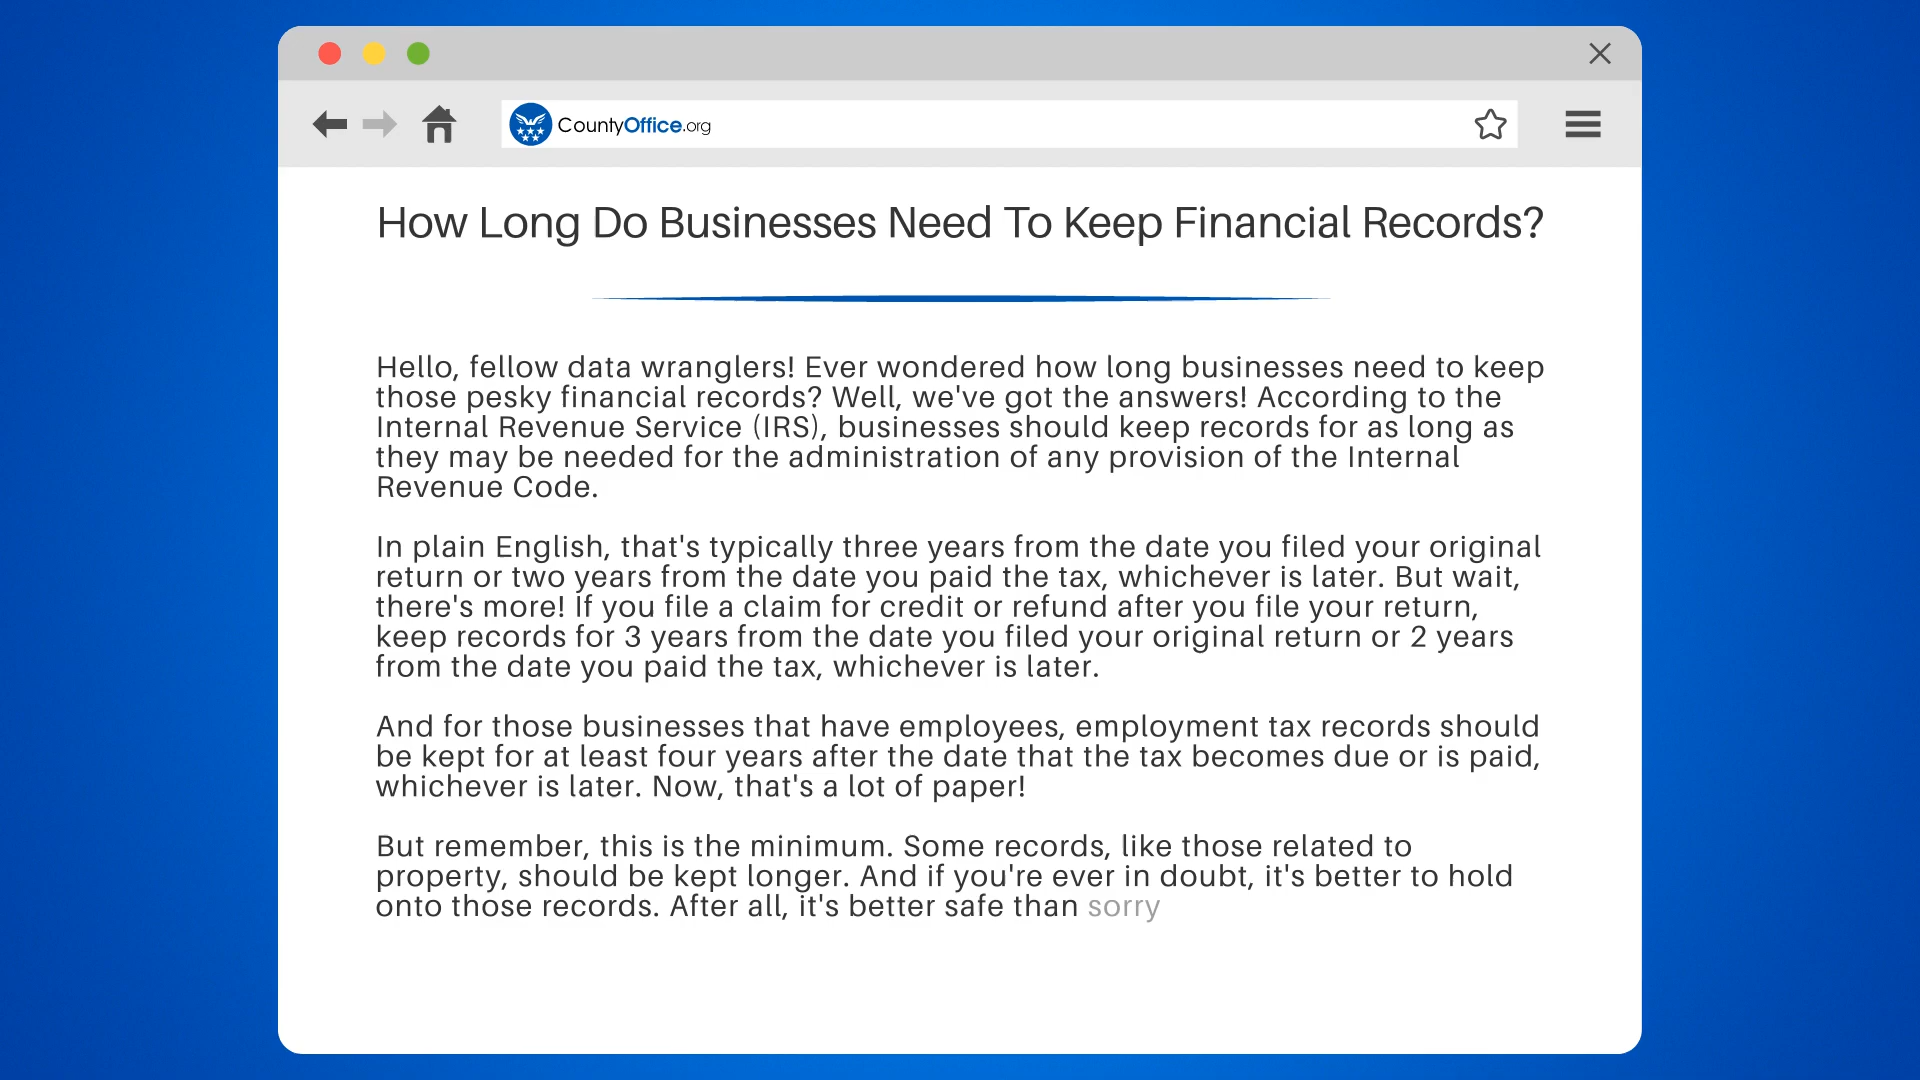 CountyOffice.org
How Long Do Businesses Need To Keep Financial Records?
Hello, fellow data wranglers! Ever wondered how long businesses need to keep
those pesky financial records? Well, we've got the answers! According to the
Internal Revenue Service (IRS), businesses should keep records for as long as
they may be needed for the administration of any provision of the Internal
Revenue Code.
In plain English, that's typically three years from the date you filed your original
return or two years from the date you paid the tax, whichever is later. But wait,
there's more! If you file a claim for credit or refund after you file your return,
keep records for 3 years from the date you filed your original return or 2 years
from the date you paid the tax, whichever is later.
And for those businesses that have employees, employment tax records should
be kept for at least four years after the date that the tax becomes due or is paid,
whichever is later. Now, that's a lot of paper!
But remember, this is the minimum. Some records, like those related to
property, should be kept longer. And if you're ever in doubt, it's better to hold
onto those records. After all, it's better safe than sorry